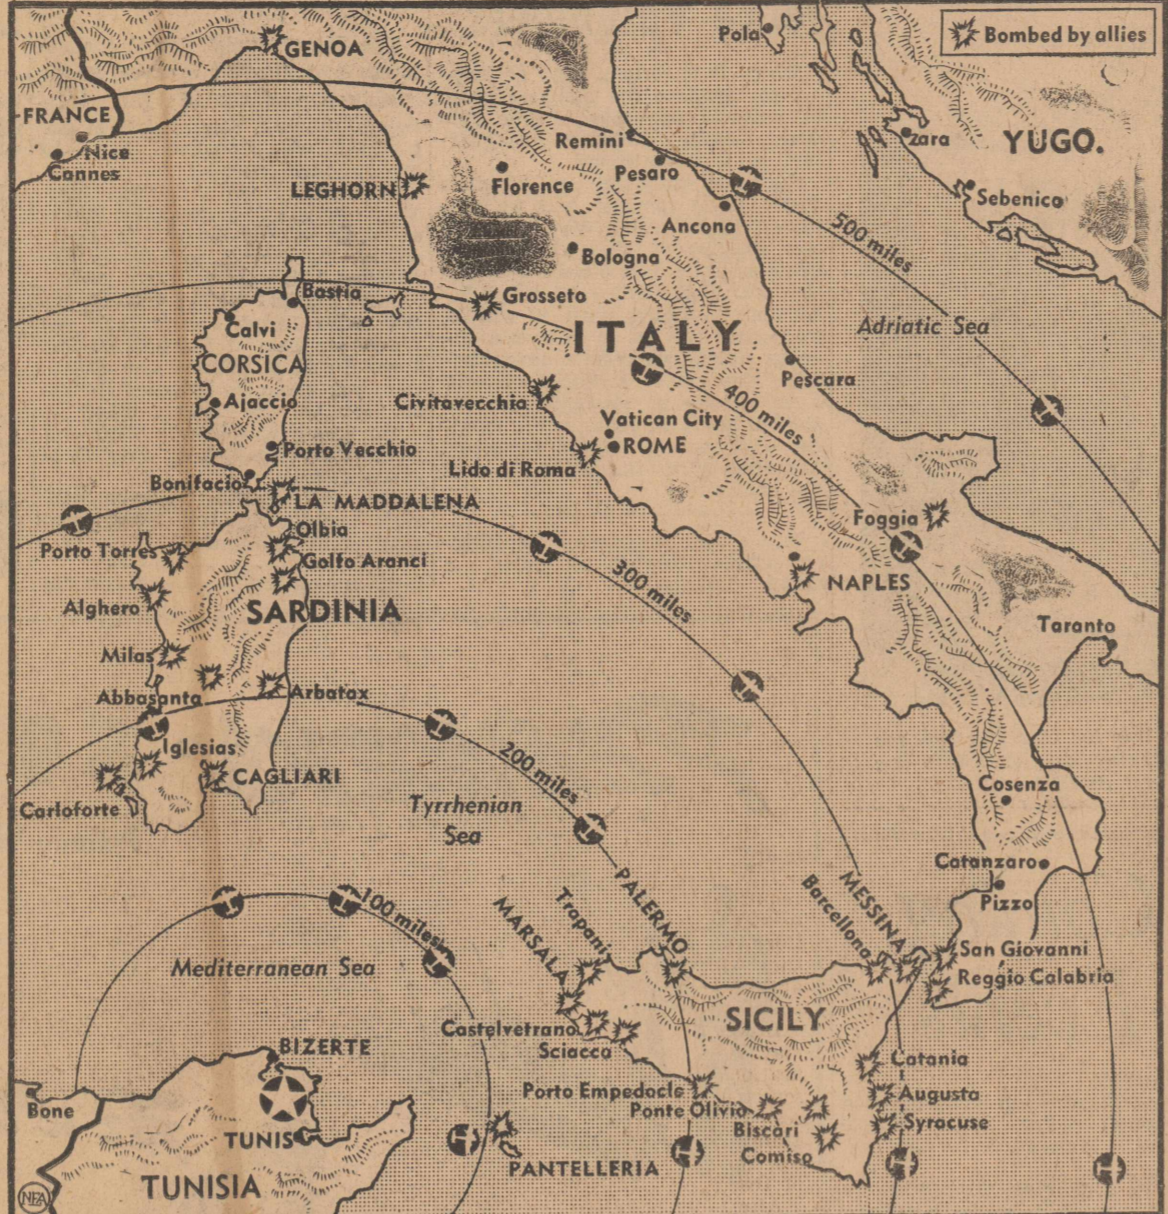 Bombed by allies
Pola
GENOA
FRANCE
Nice
Cannes
Remini
Zara
YUGO.
LEGHORN
Florence
Pesaro
Sebenico
Ancona
500 miles
Bologna
Bastia
Grosseto
Calvi
ITALY
Adriatic Sea
CORSICA
Pescara
Ajaccio
Civitavecchia
400 miles
Vatican City
ROME
Porto Vecchio
Lido di Roma
Bonifacio
LA MADDALENA
Foggia
Olbia
Porto Torres
Golfo Aranci
300 miles
NAPLES
Alghero
SARDINIA
Taranto
Milas
Abbasanta
Arbatax
Iglesias
200 miles
CAGLIARI
Cosenza
Carloforte
Tyrrhenian
Sea
Catanzaro
PALERMO
MESSINA
Barcellona
Pizzo
Trapani
MARSALA
100 miles
San Giovanni
Mediterranean Sea
Reggio Calabria
SICILY
Castelvetrano
Sciacca
BIZERTE
Catania
Porto Empedocle
Augusta
Bone
Ponte Olivio
Syracuse
Biscari
TUNIS
Comiso
PANTELLERIA
TUNISIA
NEA